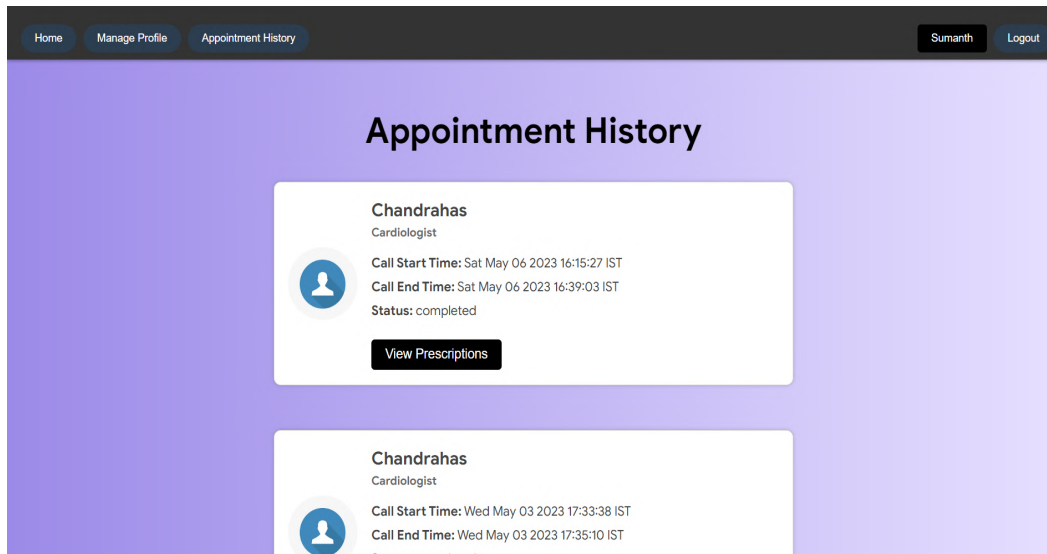 Home Manage Profile Appointment History Sumanth Logout
Appointment History
Chandrahas
Cardiologist
Call Start Time: Sat May 06 2023 16:15:27 IST
Call End Time: Sat May 06 2023 16:39:03 IST
Status: completed
View Prescriptions
Chandrahas
Cardiologist
Call Start Time: Wed May 03 2023 17:33:38 IST
Call End Time: Wed May 03 2023 17:35:10 IST